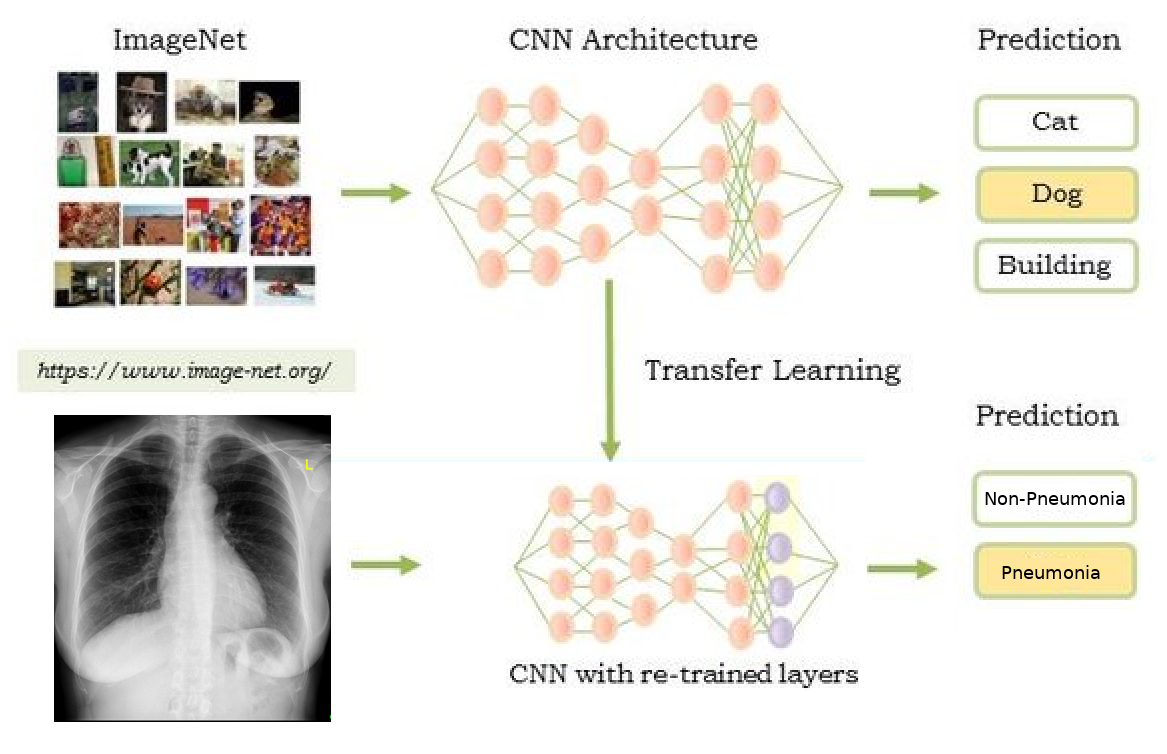 ImageNet
CNN Architecture
Prediction
Cat
Dog
Building
https://www.image-net.org/
Transfer Learning
Prediction
L
Non-Pneumonia
Pneumonia
CNN with re-trained layers